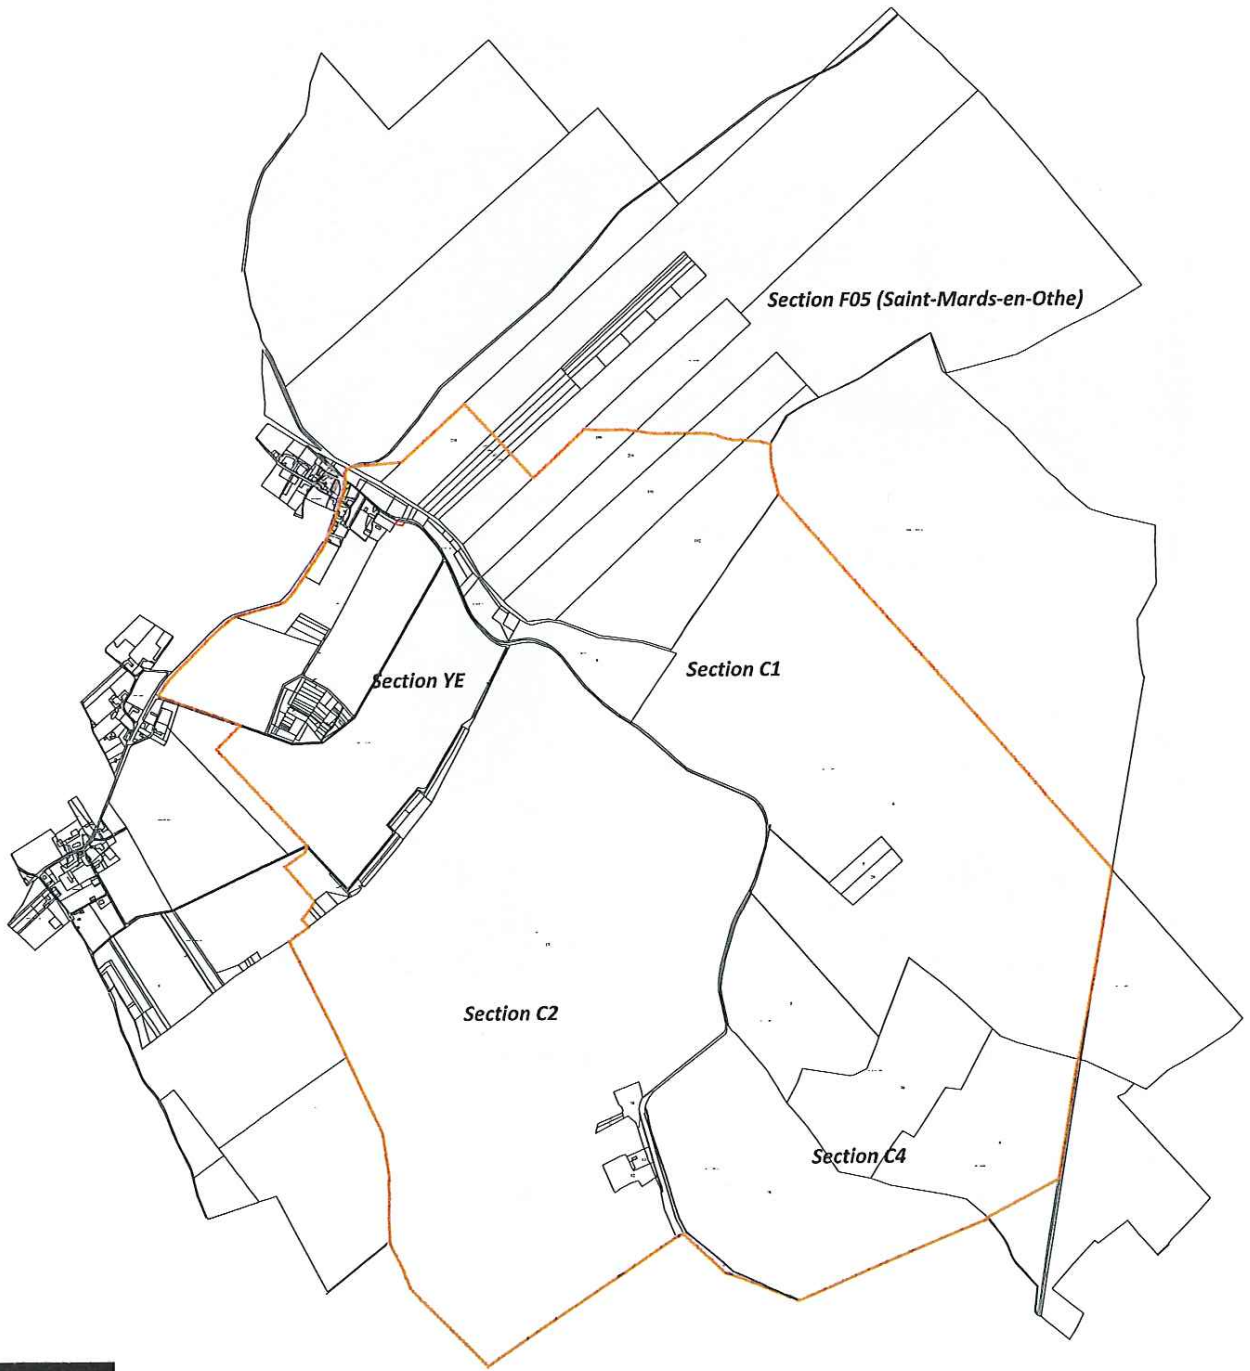 Section F05 (Saint-Mards-en-Othe)
Section C1
Section YE
Section C2
Section C4